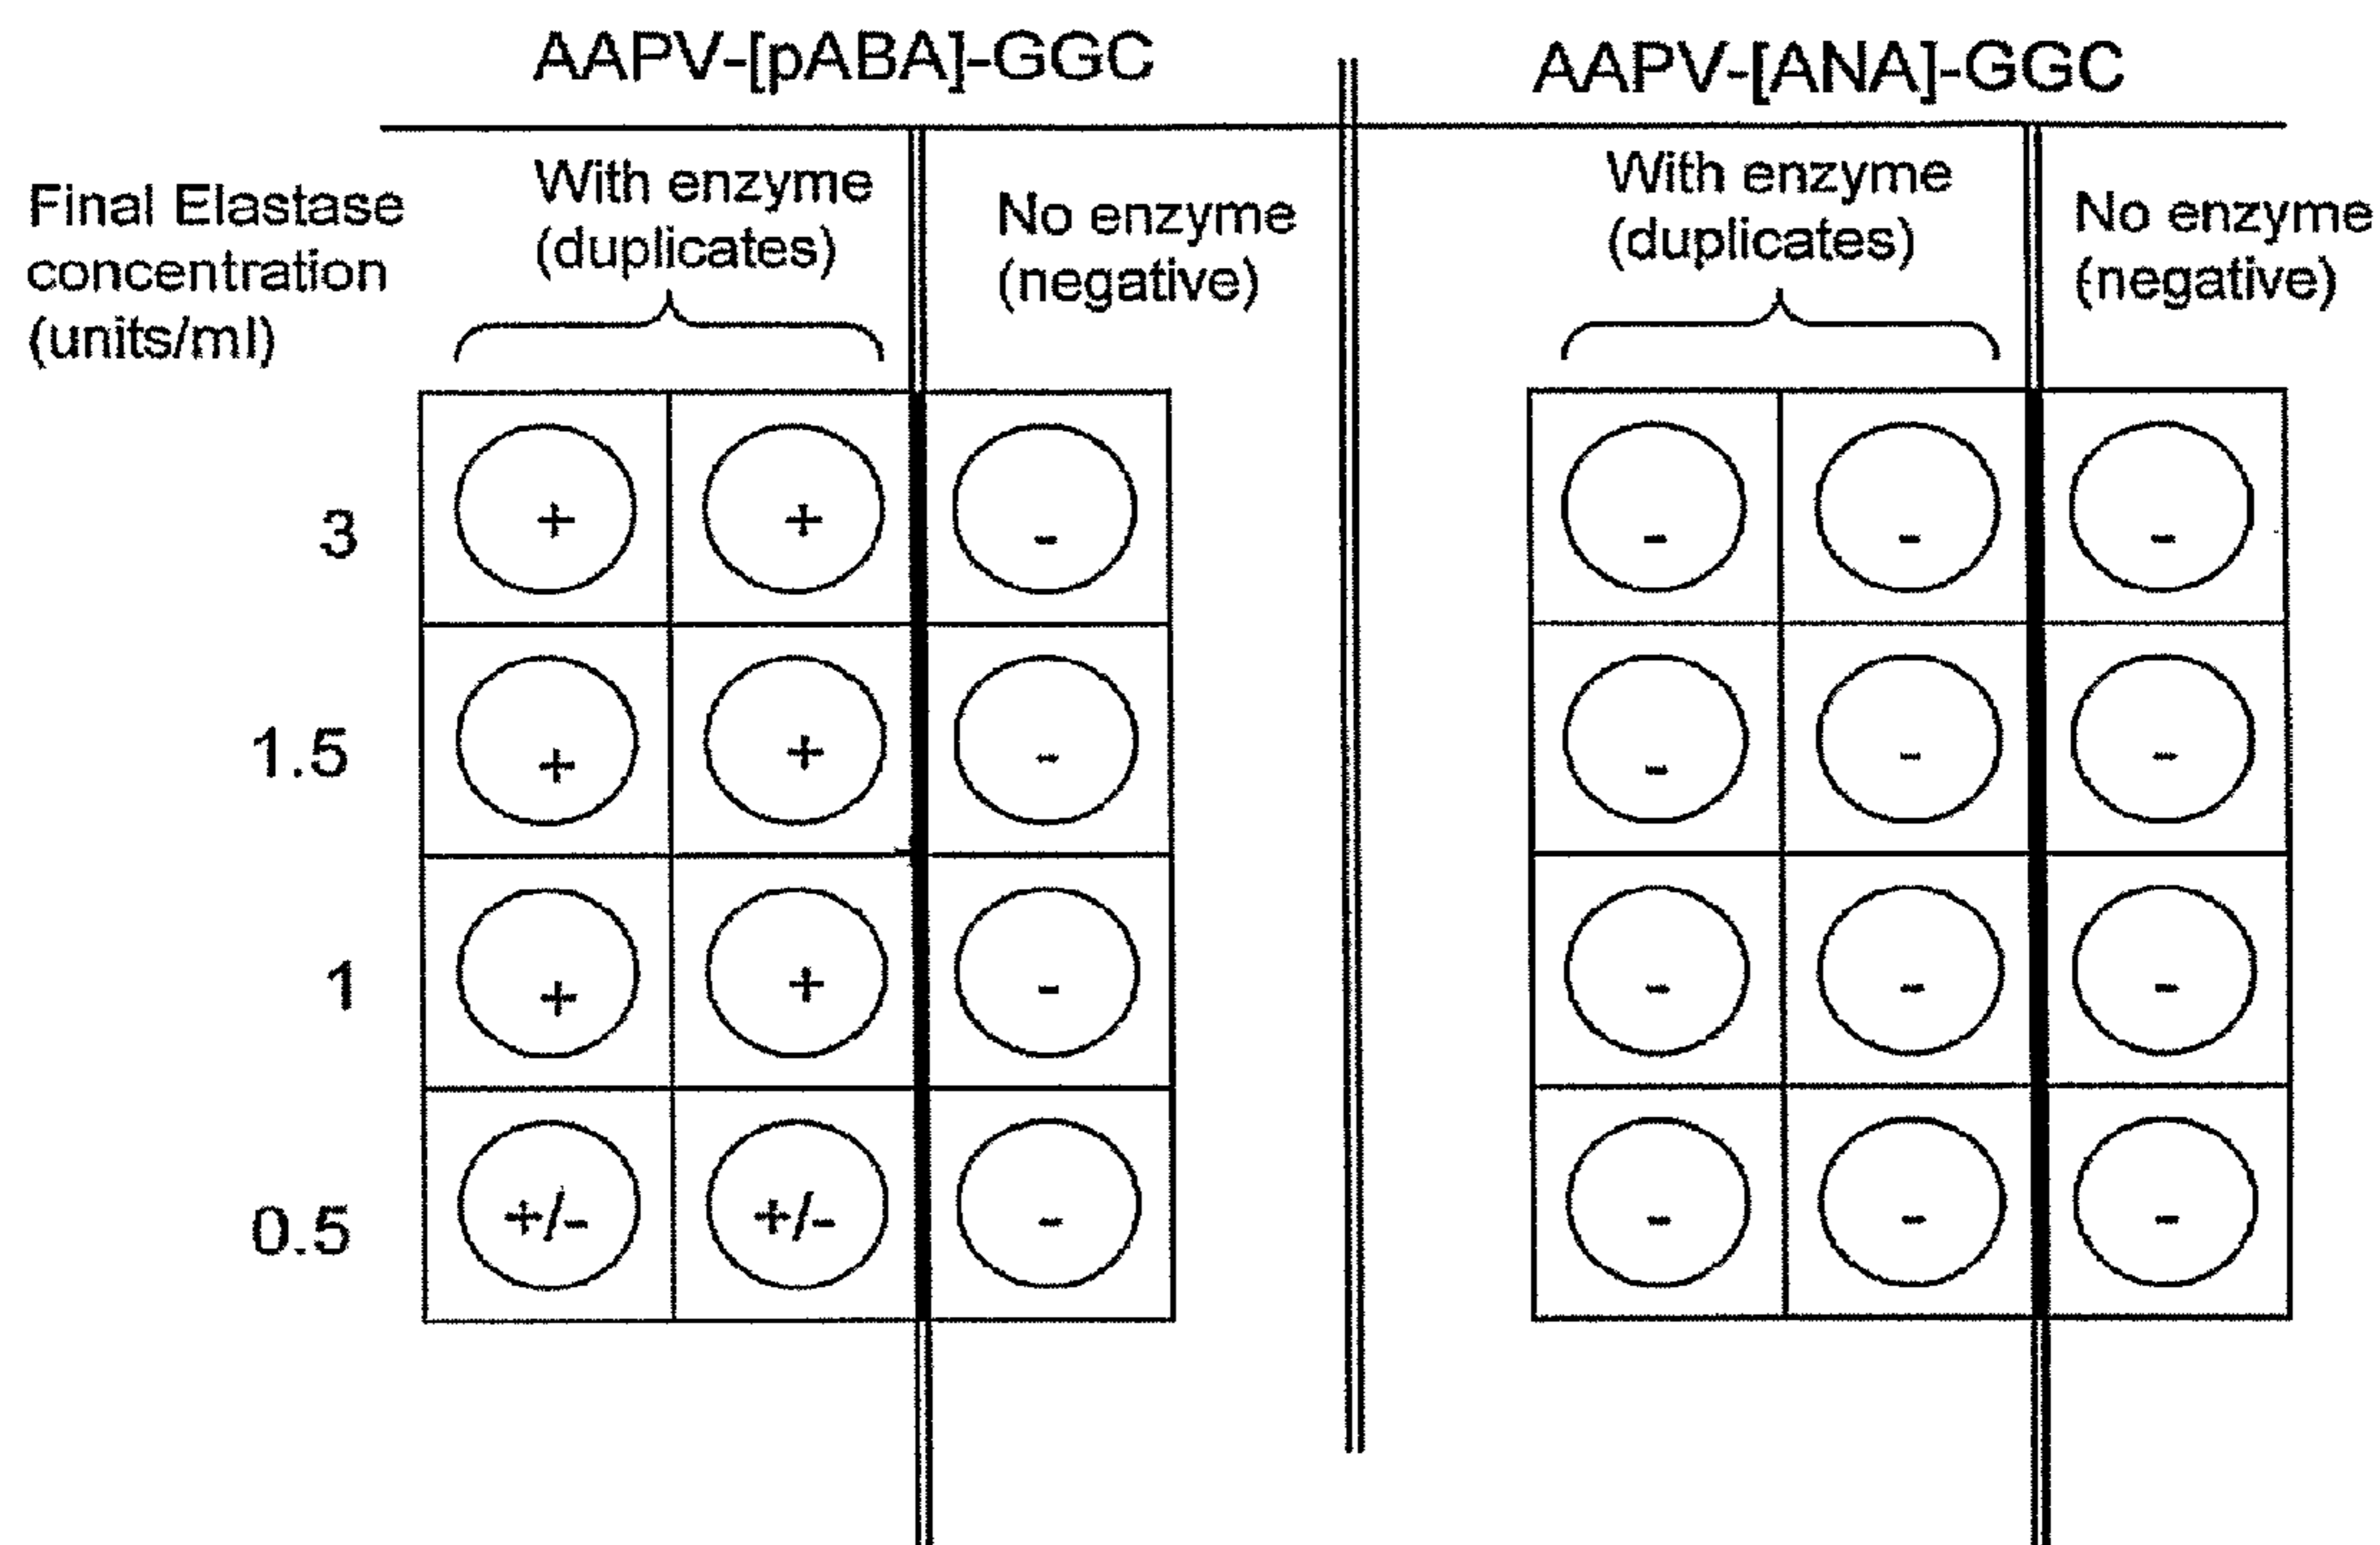 AAPV-[pABA]-GGC
AAPV-[ANA]-GGC
Final Elastase
concentration
(units/ml)
With enzyme
(duplicates)
No enzyme
(negative)
With enzyme
(duplicates)
No enzyme
(negative)
3 + + - - - -
1.5 + + - - - -
1 + + - - - -
0.5 +/- +/- - - - -